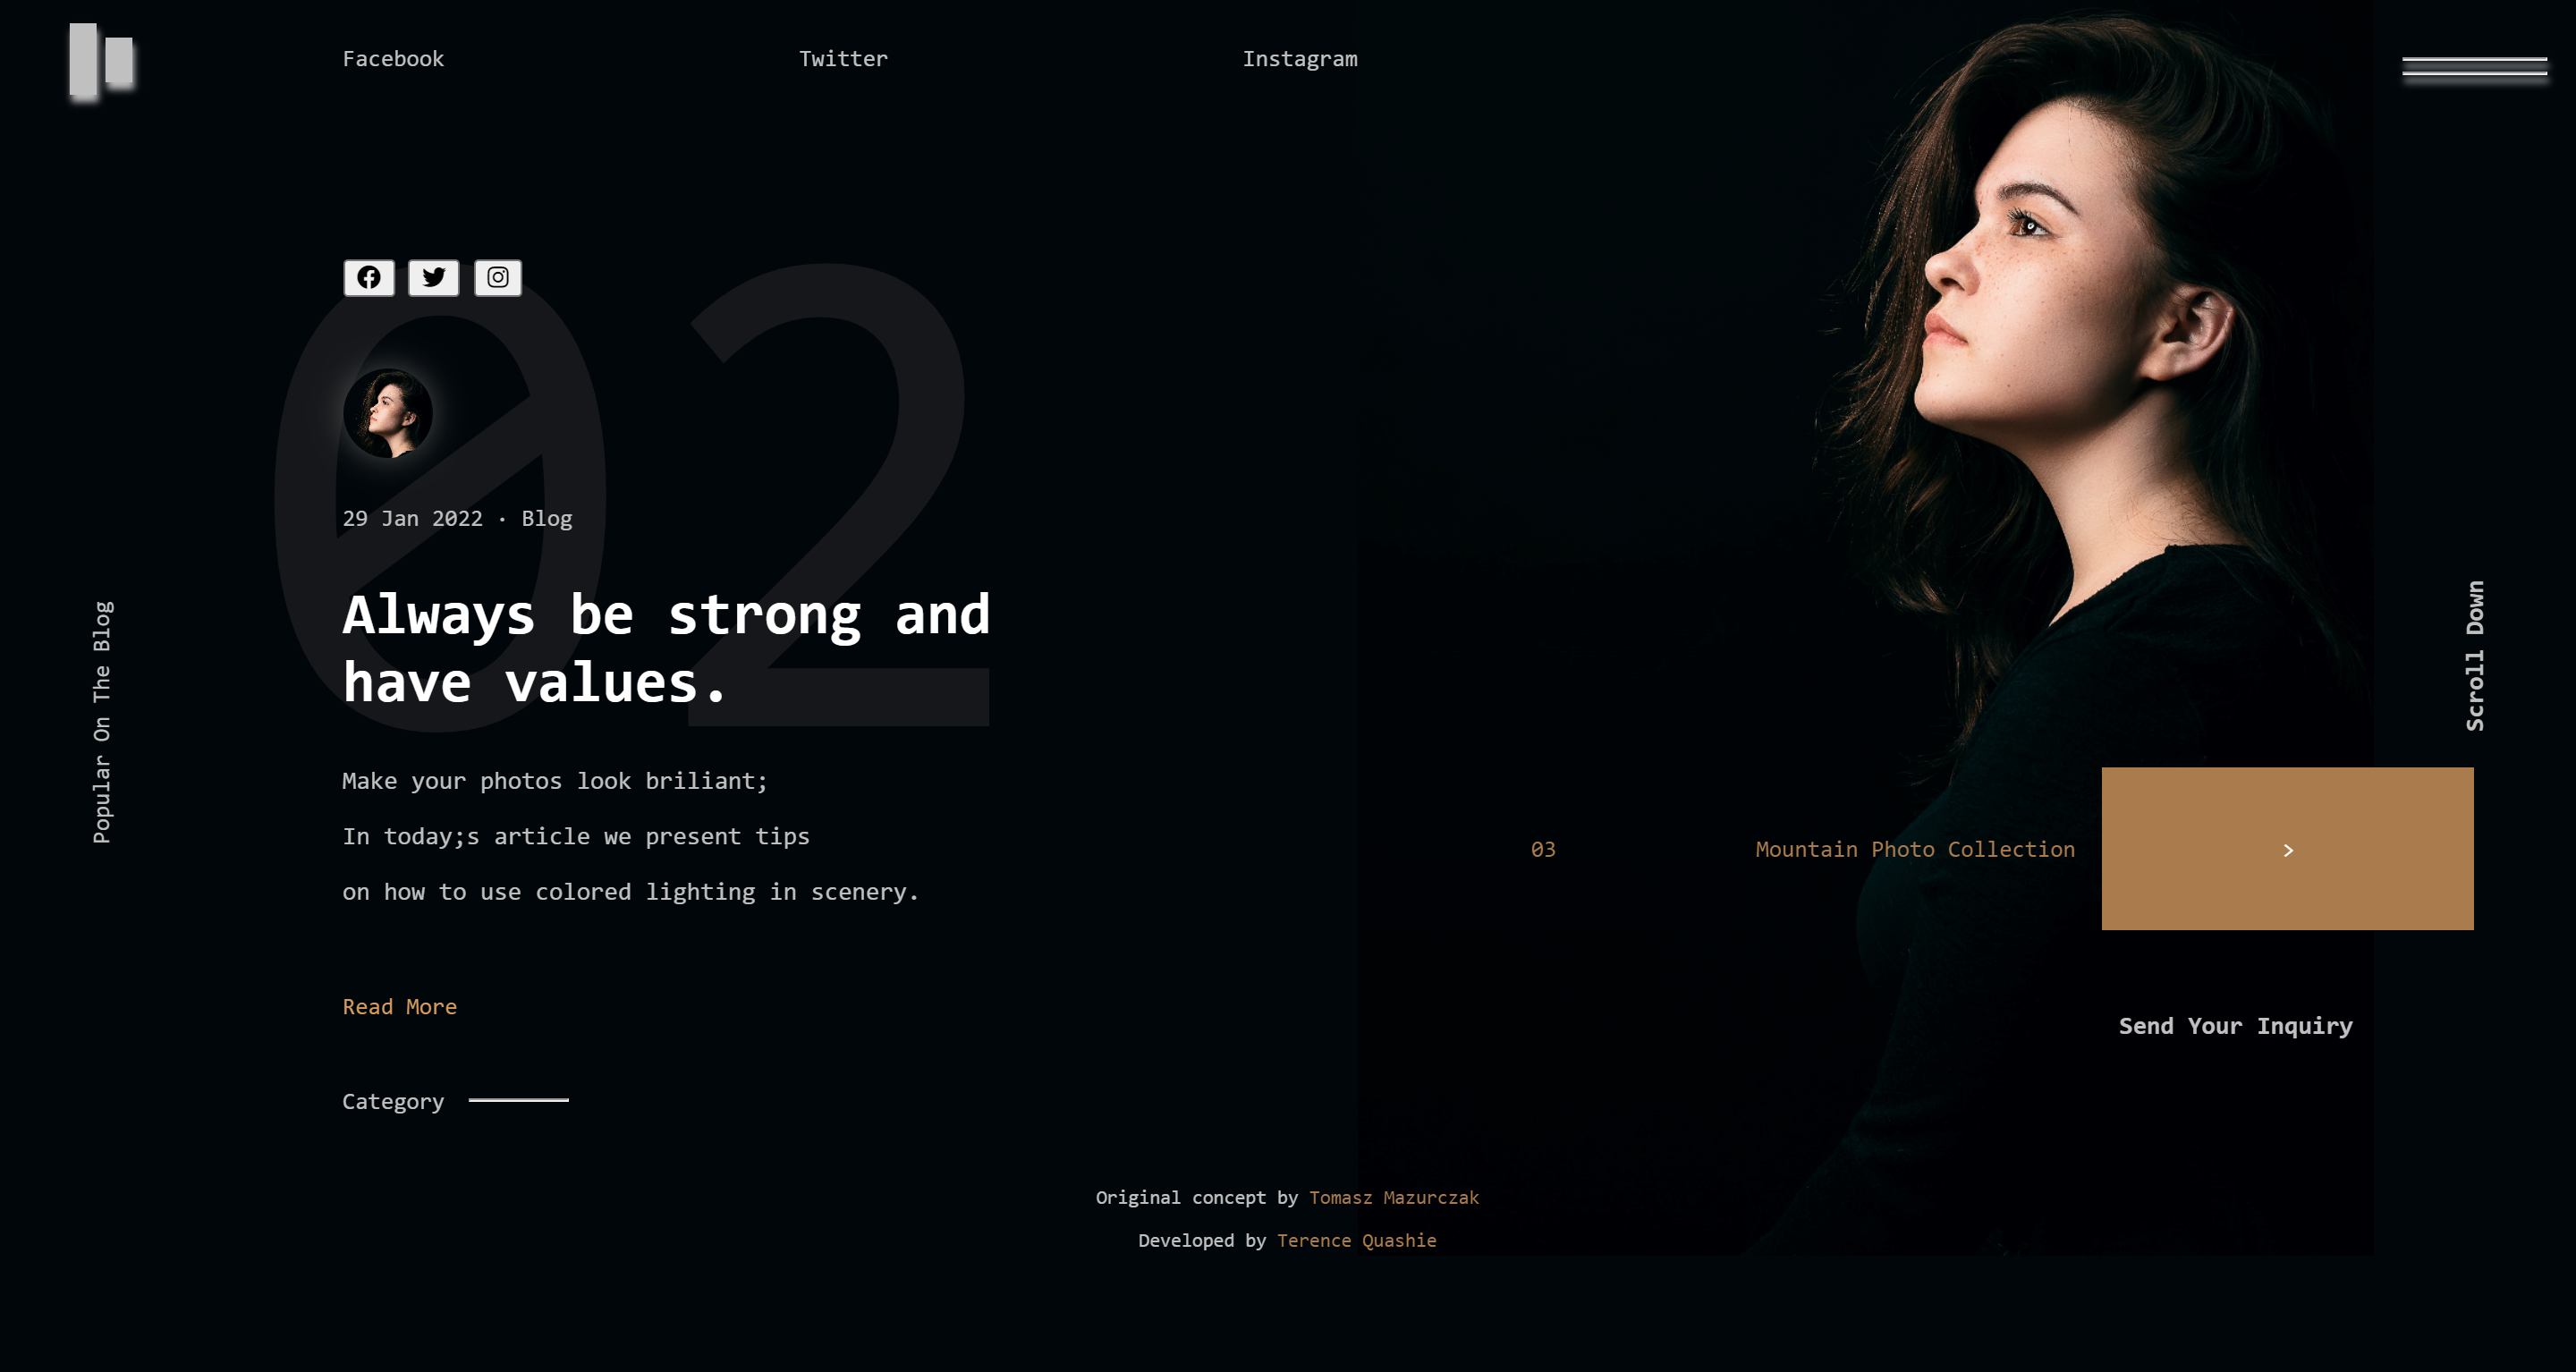 Facebook
Twitter
Instagram
02
29 Jan 2022 · Blog
Always be strong and
have values.
Popular On The Blog
Scroll Down
Make your photos look briliant;
In today;s article we present tips
on how to use colored lighting in scenery.
03
Mountain Photo Collection
>
Read More
Send Your Inquiry
Category
Original concept by Tomasz Mazurczak
Developed by Terence Quashie